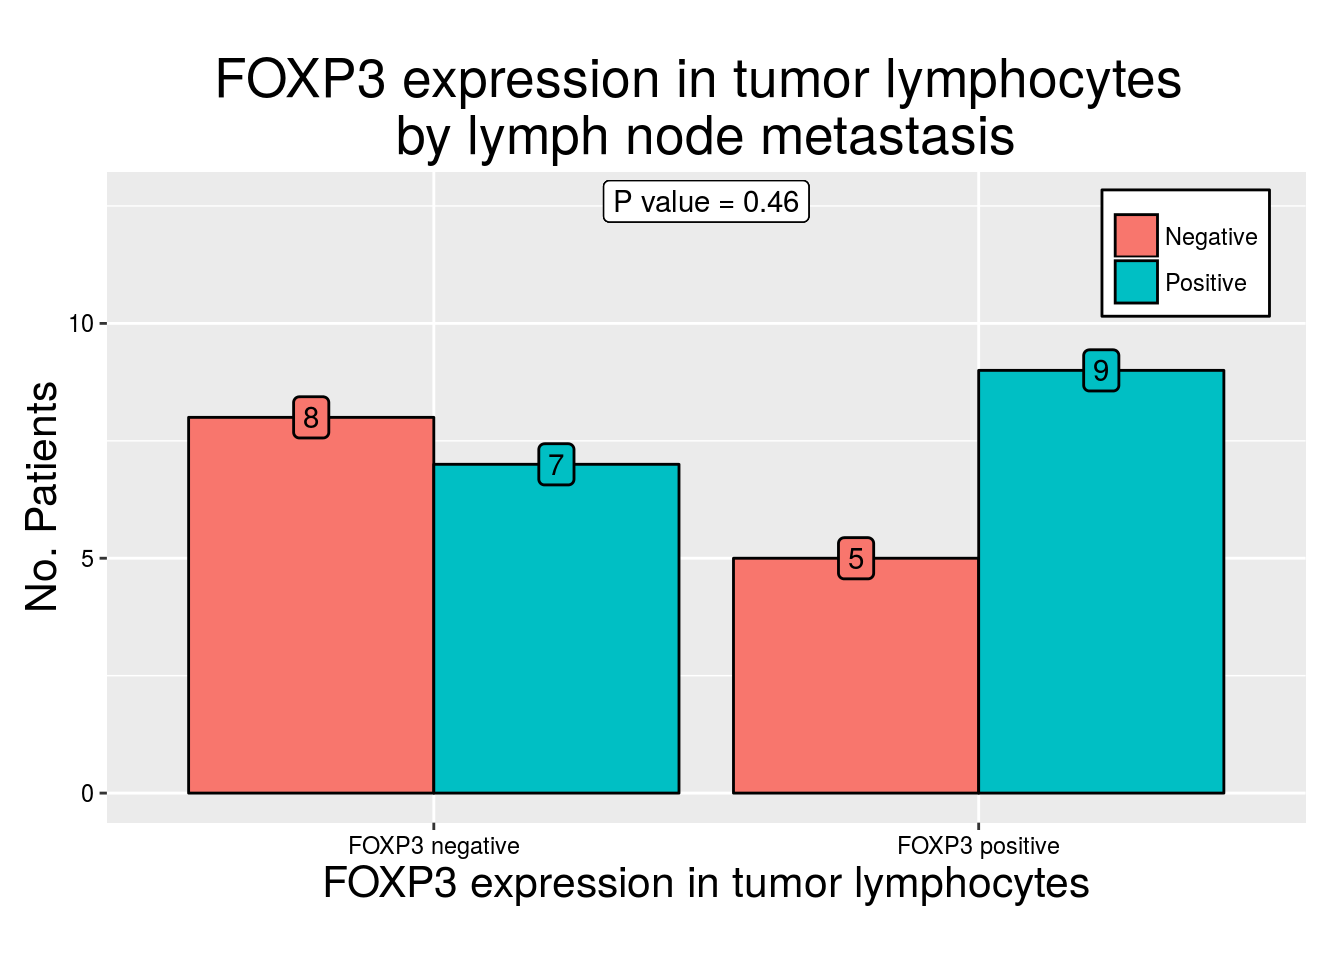 FOXP3 expression in tumor lymphocytes
by lymph node metastasis
P value = 0.46
Negative
Positive
10
5
0
No. Patients
8
7
5
9
FOXP3 negative
FOXP3 positive
FOXP3 expression in tumor lymphocytes